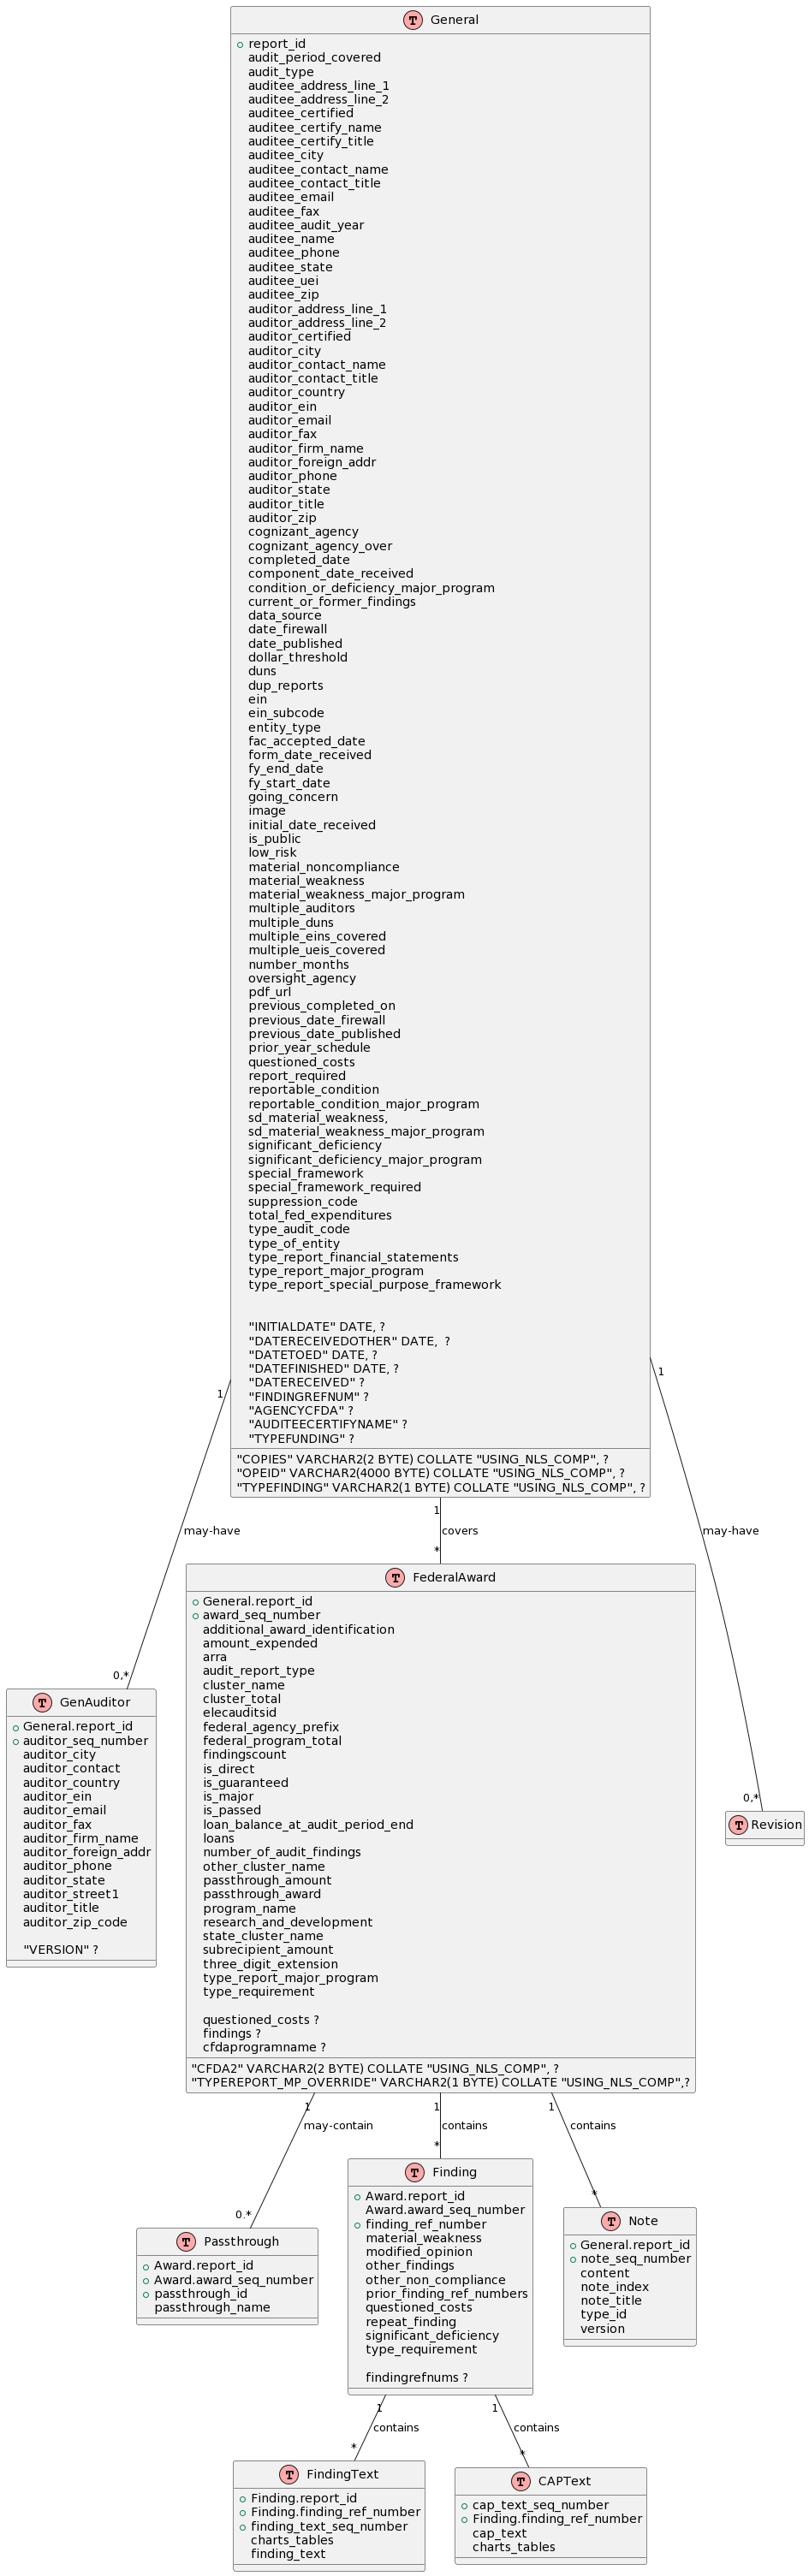 T General
report_id
audit_period_covered
audit_type
auditee_address_line_1
auditee_address_line_2
auditee_certified
auditee_certify_name
auditee_certify_title
auditee_city
auditee_contact_name
auditee_contact_title
auditee_email
auditee_fax
auditee_audit_year
auditee_name
auditee_phone
auditee_state
auditee_uei
auditee_zip
auditor_address_line_1
auditor_address_line_2
auditor_certified
auditor_city
auditor_contact_name
auditor_contact_title
auditor_country
auditor_ein
auditor_email
auditor_fax
auditor_firm_name
auditor_foreign_addr
auditor_phone
auditor_state
auditor_title
auditor_zip
cognizant_agency
cognizant_agency_over
completed_date
component_date_received
condition_or_deficiency_major_program
current_or_former_findings
data_source
date_firewall
date_published
dollar_threshold
duns
dup_reports
ein
ein_subcode
entity_type
fac_accepted_date
form_date_received
fy_end_date
fy_start_date
going_concern
image
initial_date_received
is_public
low_risk
material_noncompliance
material_weakness
material_weakness_major_program
multiple_auditors
multiple_duns
multiple_eins_covered
multiple_ueis_covered
number_months
oversight_agency
pdf_url
previous_completed_on
previous_date_firewall
previous_date_published
prior_year_schedule
questioned_costs
report_required
reportable_condition
reportable_condition_major_program
sd_material_weakness,
sd_material_weakness_major_program
significant_deficiency
significant_deficiency_major_program
special_framework
special_framework_required
suppression_code
total_fed_expenditures
type_audit_code
type_of_entity
type_report_financial_statements
type_report_major_program
type_report_special_purpose_framework
"INITIALDATE" DATE, ?
"DATERECEIVEDOTHER" DATE,  ?
"DATETOED" DATE, ?
"DATEFINISHED" DATE, ?
"DATERECEIVED" ?
"FINDINGREFNUM" ?
"AGENCYCFDA" ?
"AUDITEECERTIFYNAME" ?
"TYPEFUNDING" ?
"COPIES" VARCHAR2(2 BYTE) COLLATE "USING_NLS_COMP", ?
"OPEID" VARCHAR2(4000 BYTE) COLLATE "USING_NLS_COMP", ?
"TYPEFINDING" VARCHAR2(1 BYTE) COLLATE "USING_NLS_COMP", ?
1
may-have
0,*
1
covers
*
1
may-have
0,*
T GenAuditor
General.report_id
auditor_seq_number
auditor_city
auditor_contact
auditor_country
auditor_ein
auditor_email
auditor_fax
auditor_firm_name
auditor_foreign_addr
auditor_phone
auditor_state
auditor_street1
auditor_title
auditor_zip_code
"VERSION" ?
T FederalAward
General.report_id
award_seq_number
additional_award_identification
amount_expended
arra
audit_report_type
cluster_name
cluster_total
elecauditsid
federal_agency_prefix
federal_program_total
findingscount
is_direct
is_guaranteed
is_major
is_passed
loan_balance_at_audit_period_end
loans
number_of_audit_findings
other_cluster_name
passthrough_amount
passthrough_award
program_name
research_and_development
state_cluster_name
subrecipient_amount
three_digit_extension
type_report_major_program
type_requirement
questioned_costs ?
findings ?
cfdaprogramname ?
"CFDA2" VARCHAR2(2 BYTE) COLLATE "USING_NLS_COMP", ?
"TYPEREPORT_MP_OVERRIDE" VARCHAR2(1 BYTE) COLLATE "USING_NLS_COMP",?
T Revision
1
may-contain
0.*
1
contains
*
1
contains
*
T Passthrough
Award.report_id
Award.award_seq_number
passthrough_id
passthrough_name
T Finding
Award.report_id
Award.award_seq_number
finding_ref_number
material_weakness
modified_opinion
other_findings
other_non_compliance
prior_finding_ref_numbers
questioned_costs
repeat_finding
significant_deficiency
type_requirement
findingrefnums ?
T Note
General.report_id
note_seq_number
content
note_index
note_title
type_id
version
1
contains
*
1
contains
*
T FindingText
Finding.report_id
Finding.finding_ref_number
finding_text_seq_number
charts_tables
finding_text
T CAPText
cap_text_seq_number
Finding.finding_ref_number
cap_text
charts_tables